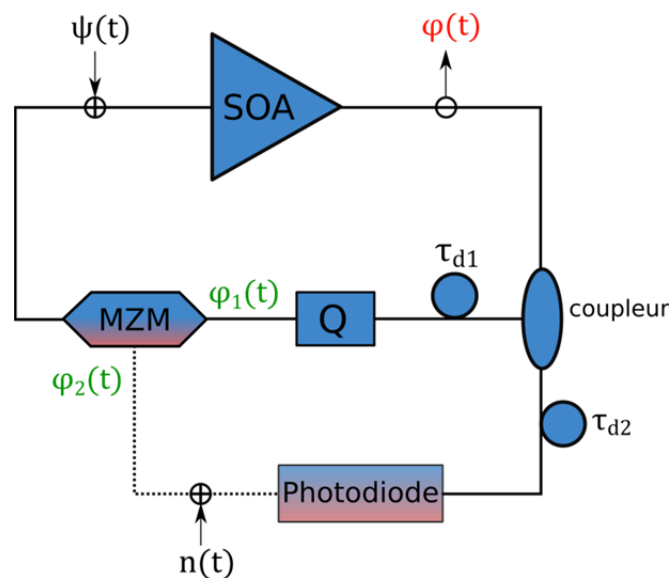 ψ(t)
φ(t)
SOA
τd1
φ1(t)
Q
MZM
coupleur
φ2(t)
τd2
Photodiode
n(t)